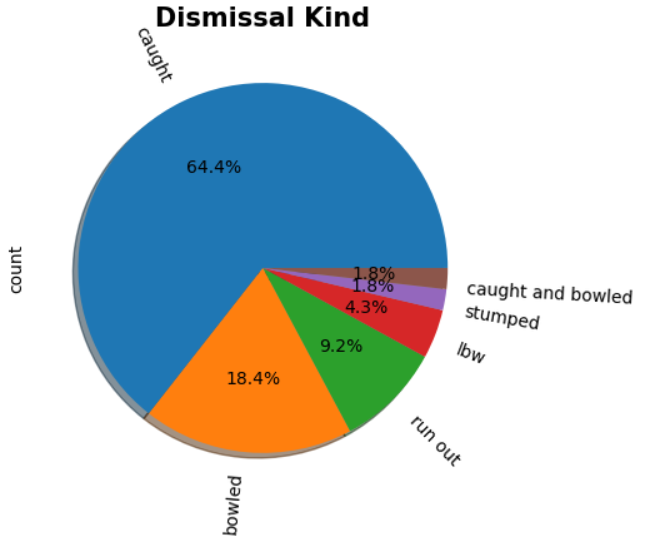 Dismissal Kind
caught
64.4%
count
1.8%
1.8%
caught and bowled
stumped
4.3%
lbw
9.2%
18.4%
run out
bowled